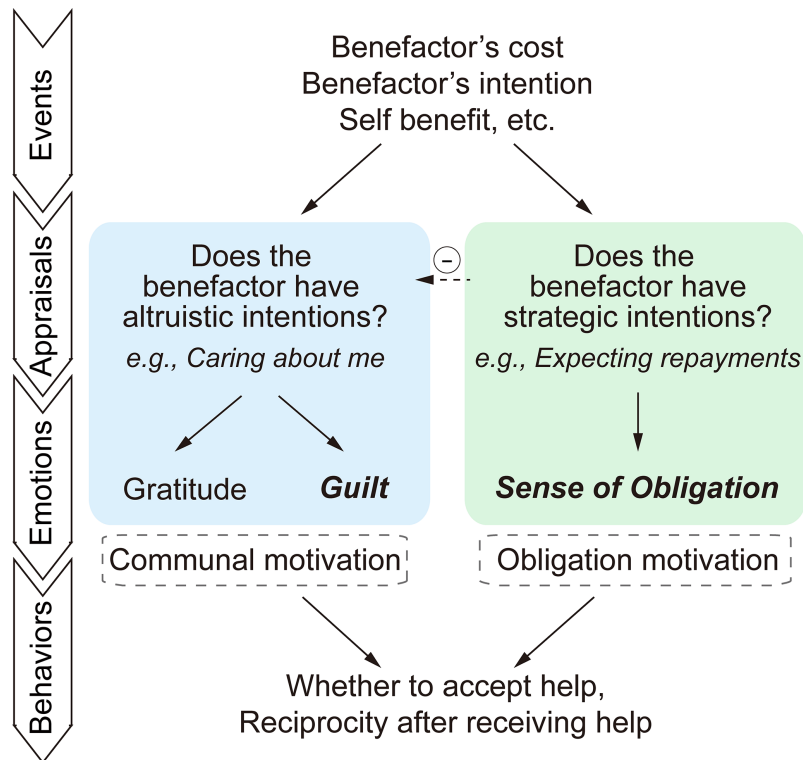 Events
Appraisals
Emotions
Behaviors
Benefactor's cost
Benefactor's intention
Self benefit, etc.
Does the
benefactor have
altruistic intentions?
e.g., Caring about me
Gratitude
Guilt
Communal motivation
−
Does the
benefactor have
strategic intentions?
e.g., Expecting repayments
Sense of Obligation
Obligation motivation
Whether to accept help,
Reciprocity after receiving help